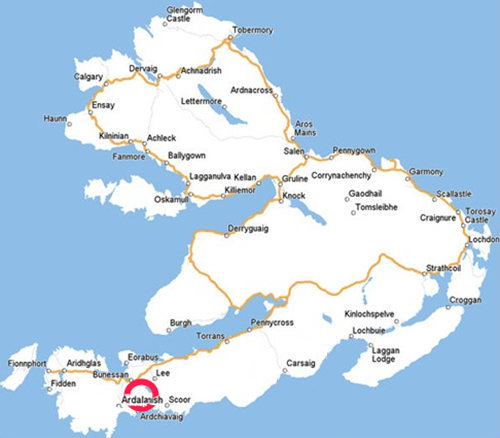 Glengorm
Castle
Tobermory
Dervaig
Achnadrish
Calgary
Lettermore
Ardnacross
Ensay
Haunn
Aros
Mains
Kilninian
Achleck
Fanmore
Salen
Pennygown
Ballygown
Corrynachenchy
Garmony
Lagganulva
Kellan
Gruline
Oskamull
Killiemor
Knock
Gaodhail
Scallastle
Tomsleibhe
Torosay
Castle
Craignure
Derryguaig
Lochdon
Strathcoil
Croggan
Burgh
Pennycross
Kinlochspelve
Torrans
Lochbuie
Laggan
Lodge
Fionnphort
Aridhglas
Eorabus
Bunessan
Lee
Carsaig
Fidden
Ardalanish
Scoor
Ardchiavaig